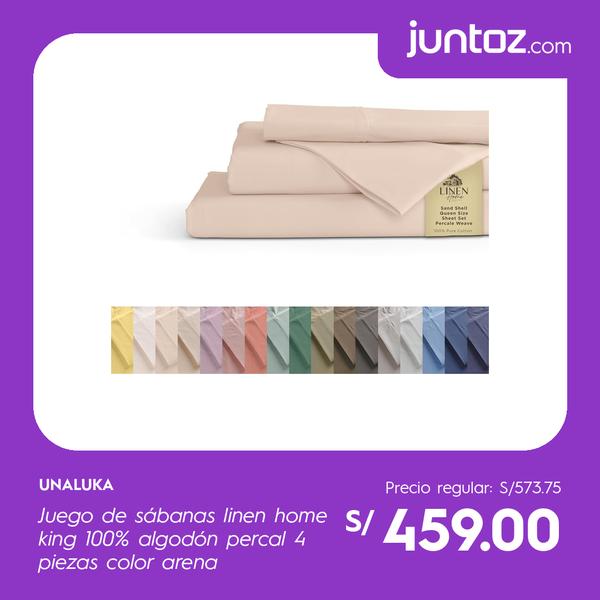 juntoz.com
LINEN
Home
Sand Shell
Queen Size
Sheet Set
Percale Weave
100% Pure Cotton
UNALUKA
Juego de sábanas linen home
king 100% algodón percal 4
piezas color arena
Precio regular: S/573.75
S/ 459.00